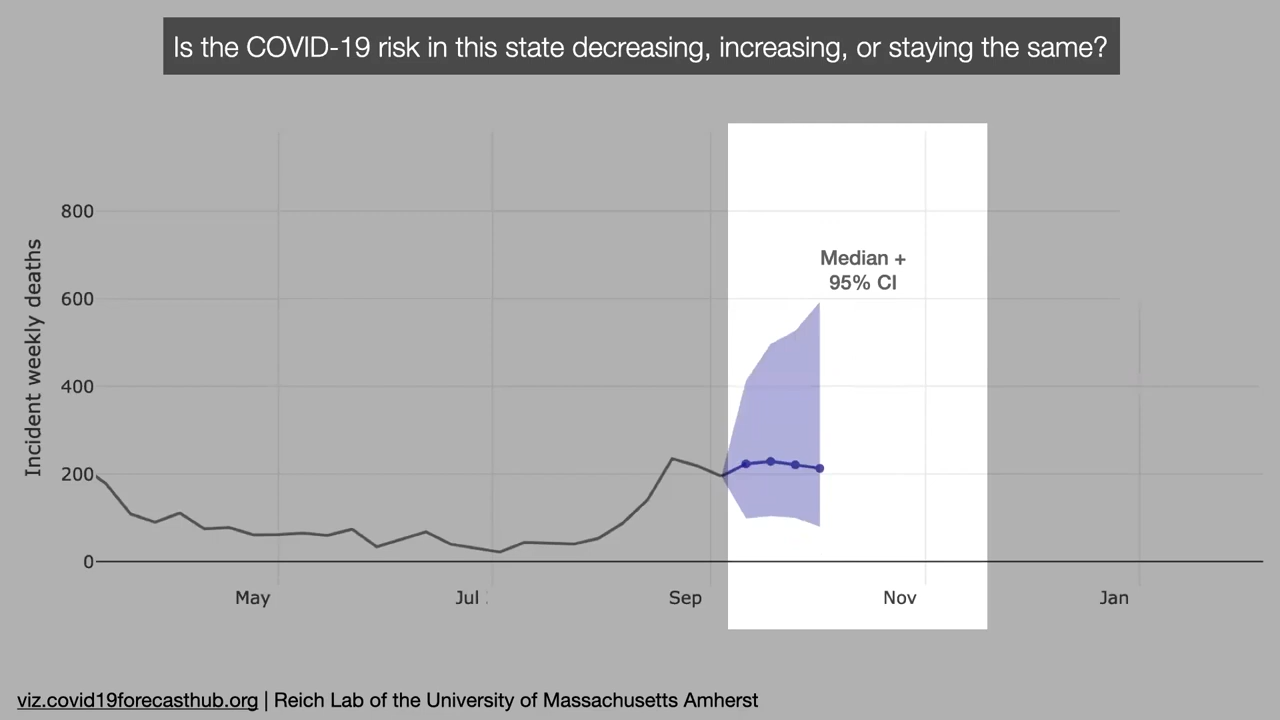 Is the COVID-19 risk in this state decreasing, increasing, or staying the same?
Median +
95% CI
Incident weekly deaths
800
600
400
200
0
May
Jul
Sep
Nov
Jan
viz.covid19forecasthub.org | Reich Lab of the University of Massachusetts Amherst